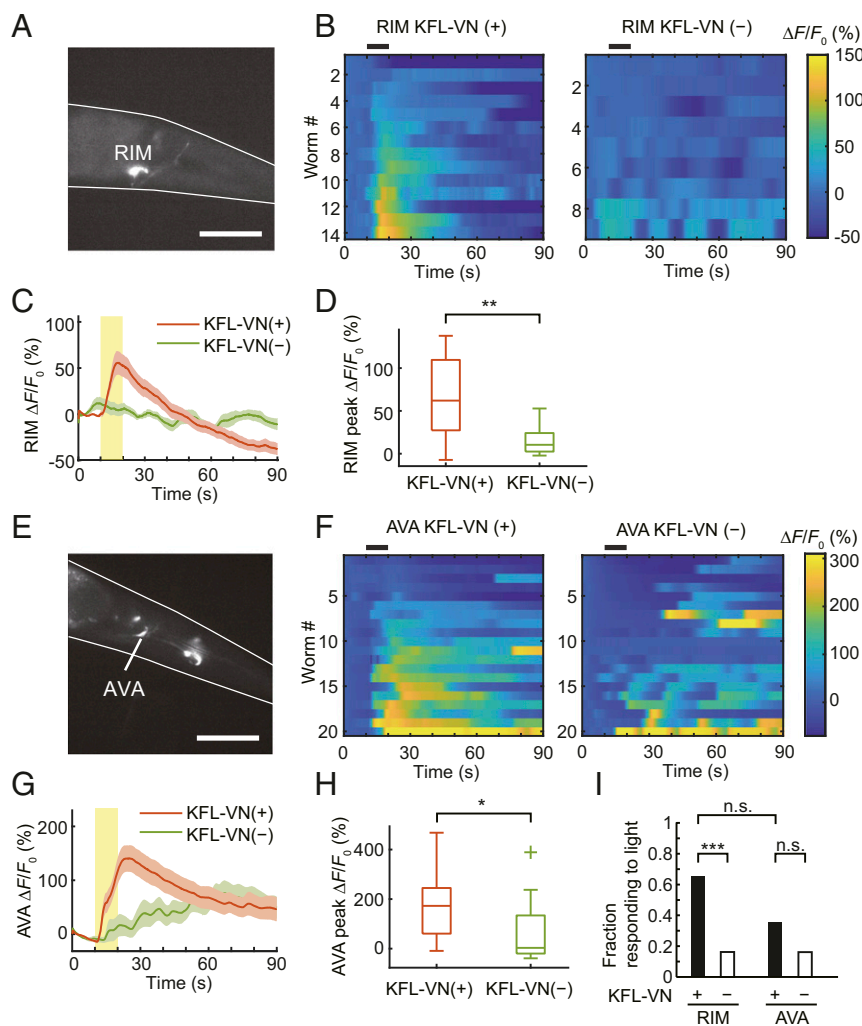 A
RIM
B
RIM KFL-VN (+)
RIM KFL-VN (−)
ΔF/F0 (%)
Worm #
2
4
6
8
10
12
14
0 30 60 90
Time (s)
2
4
6
8
0 30 60 90
Time (s)
150
100
50
0
-50
C
KFL-VN(+)
KFL-VN(−)
RIM ΔF/F0 (%)
100
50
0
-50
0 30 60 90
Time (s)
D
**
RIM peak ΔF/F0 (%)
100
50
0
KFL-VN(+) KFL-VN(−)
E
AVA
F
AVA KFL-VN (+)
AVA KFL-VN (−)
ΔF/F0 (%)
Worm #
5
10
15
20
0 30 60 90
Time (s)
5
10
15
20
0 30 60 90
Time (s)
300
200
100
0
G
KFL-VN(+)
KFL-VN(−)
AVA ΔF/F0 (%)
200
100
0
0 30 60 90
Time (s)
H
*
AVA peak ΔF/F0 (%)
400
200
0
KFL-VN(+) KFL-VN(−)
I
n.s.
***
n.s.
Fraction
responding to light
1
0.8
0.6
0.4
0.2
0
KFL-VN + − + −
RIM AVA